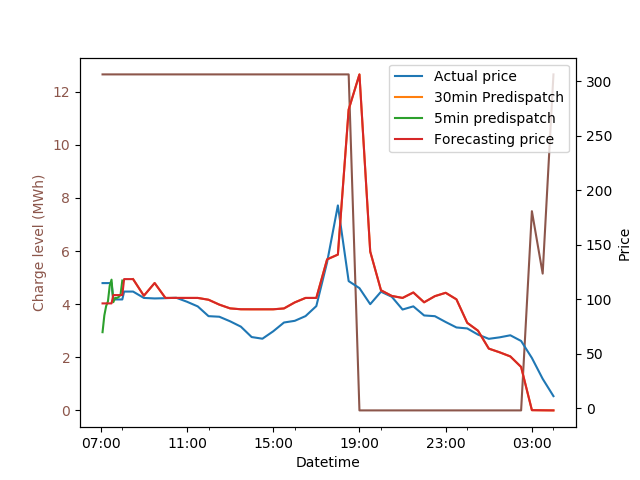 Actual price
30min Predispatch
5min predispatch
Forecasting price
Charge level (MWh)
12
10
8
6
4
2
0
300
250
200
150
100
50
0
Price
07:00 11:00 15:00 19:00 23:00 03:00
Datetime